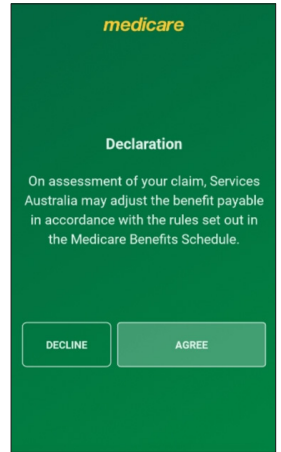 medicare
Declaration
On assessment of your claim, Services
Australia may adjust the benefit payable
in accordance with the rules set out in
the Medicare Benefits Schedule.
DECLINE
AGREE